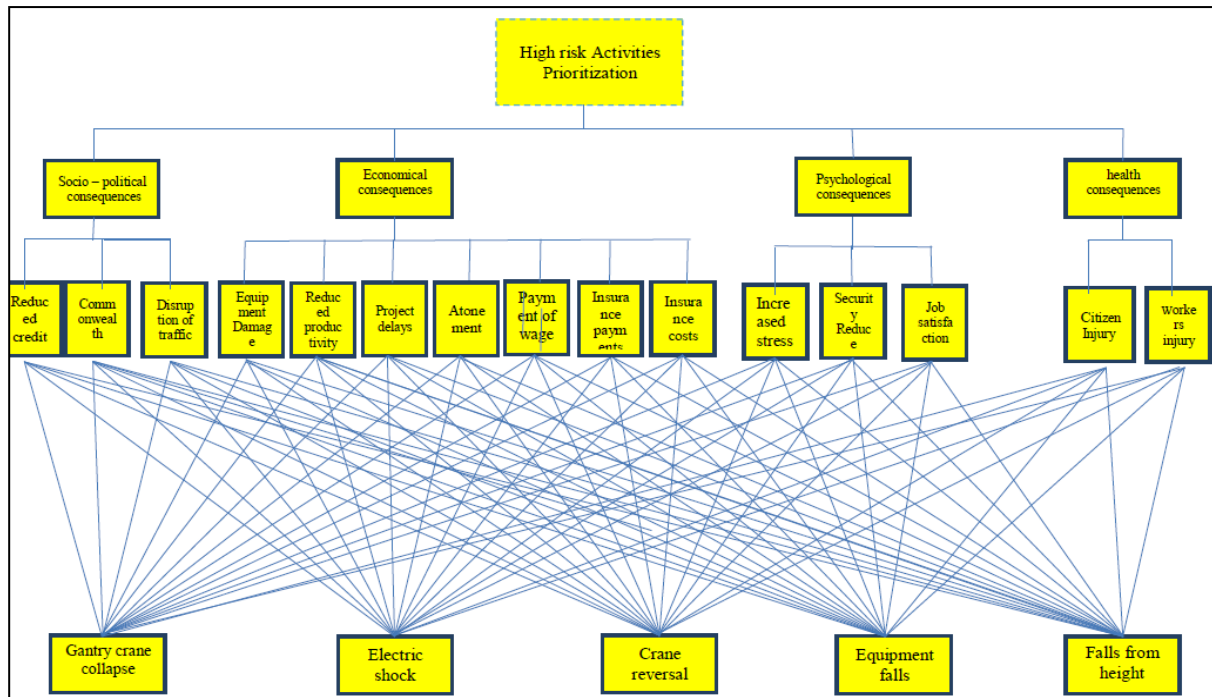 High risk Activities
Prioritization
Socio – political
consequences
Economical
consequences
Psychological
consequences
health
consequences
Reduc
ed
credit
Comm
onwealth
th
Disrup
tion of
traffic
Equip
ment
Damag
e
Reduc
ed
produc
tivity
Project
delays
Atone
ment
Paym
ent of
wage
Insura
nce
paym
ents
Insura
nce
costs
Incre
ased
stress
Securit
y
Reduc
e
Job
satisfa
ction
Citizen
Injury
Worke
rs
injury
Gantry crane
collapse
Electric
shock
Crane
reversal
Equipment
falls
Falls from
height